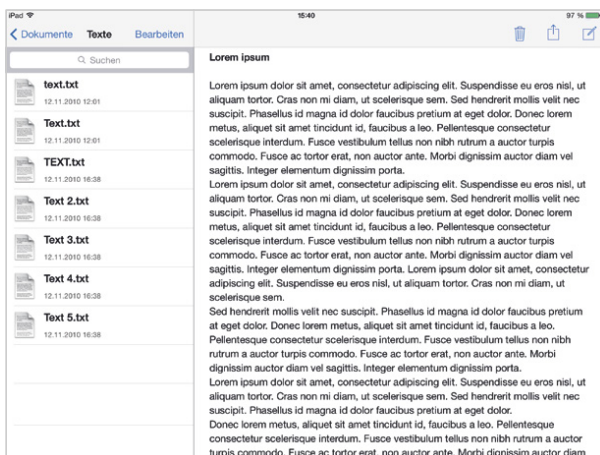 iPad 15:40 97 %
Dokumente Texte Bearbeiten
Suchen
text.txt
12.11.2010 12:01
Text.txt
12.11.2010 12:01
TEXT.txt
12.11.2010 16:38
Text 2.txt
12.11.2010 16:38
Text 3.txt
12.11.2010 16:38
Text 4.txt
12.11.2010 16:38
Text 5.txt
12.11.2010 16:38
Lorem ipsum
Lorem ipsum dolor sit amet, consectetur adipiscing elit. Suspendisse eu eros nisl, ut
aliquam tortor. Cras non mi diam, ut scelerisque sem. Sed hendrerit mollis velit nec
suscipit. Phasellus id magna id dolor faucibus pretium at eget dolor. Donec lorem
metus, aliquet sit amet tincidunt id, faucibus a leo. Pellentesque consectetur
scelerisque interdum. Fusce vestibulum tellus non nibh rutrum a auctor turpis
commodo. Fusce ac tortor erat, non auctor ante. Morbi dignissim auctor diam vel
sagittis. Integer elementum dignissim porta.
Lorem ipsum dolor sit amet, consectetur adipiscing elit. Suspendisse eu eros nisl, ut
aliquam tortor. Cras non mi diam, ut scelerisque sem. Sed hendrerit mollis velit nec
suscipit. Phasellus id magna id dolor faucibus pretium at eget dolor. Donec lorem
metus, aliquet sit amet tincidunt id, faucibus a leo. Pellentesque consectetur
scelerisque interdum. Fusce vestibulum tellus non nibh rutrum a auctor turpis
commodo. Fusce ac tortor erat, non auctor ante. Morbi dignissim auctor diam vel
sagittis. Integer elementum dignissim porta. Lorem ipsum dolor sit amet, consectetur
adipiscing elit. Suspendisse eu eros nisl, ut aliquam tortor. Cras non mi diam, ut
scelerisque sem.
Sed hendrerit mollis velit nec suscipit. Phasellus id magna id dolor faucibus pretium
at eget dolor. Donec lorem metus, aliquet sit amet tincidunt id, faucibus a leo.
Pellentesque consectetur scelerisque interdum. Fusce vestibulum tellus non nibh
rutrum a auctor turpis commodo. Fusce ac tortor erat, non auctor ante. Morbi
dignissim auctor diam vel sagittis. Integer elementum dignissim porta.
Lorem ipsum dolor sit amet, consectetur adipiscing elit. Suspendisse eu eros nisl, ut
aliquam tortor. Cras non mi diam, ut scelerisque sem. Sed hendrerit mollis velit nec
suscipit. Phasellus id magna id dolor faucibus pretium at eget dolor.
Donec lorem metus, aliquet sit amet tincidunt id, faucibus a leo. Pellentesque
consectetur scelerisque interdum. Fusce vestibulum tellus non nibh rutrum a auctor
turpis commodo. Fusce ac tortor erat, non auctor ante. Morbi dignissim auctor diam